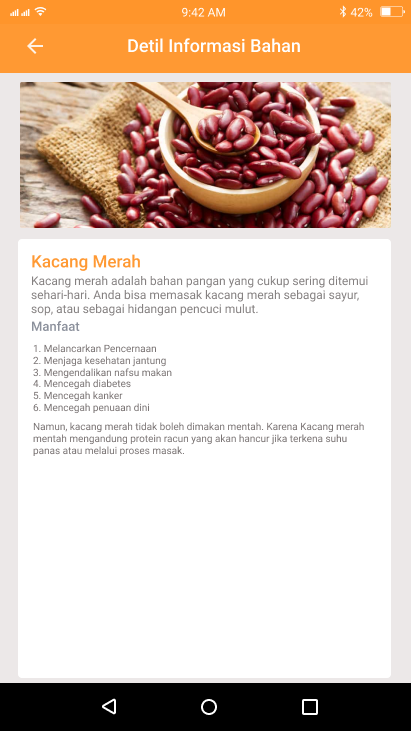 9:42 AM
42%
Detil Informasi Bahan
Kacang Merah
Kacang merah adalah bahan pangan yang cukup sering ditemui
sehari-hari. Anda bisa memasak kacang merah sebagai sayur,
sop, atau sebagai hidangan pencuci mulut.
Manfaat
1. Melancarkan Pencernaan
2. Menjaga kesehatan jantung
3. Mengendalikan nafsu makan
4. Mencegah diabetes
5. Mencegah kanker
6. Mencegah penuaan dini
Namun, kacang merah tidak boleh dimakan mentah. Karena Kacang merah
mentah mengandung protein racun yang akan hancur jika terkena suhu
panas atau melalui proses masak.